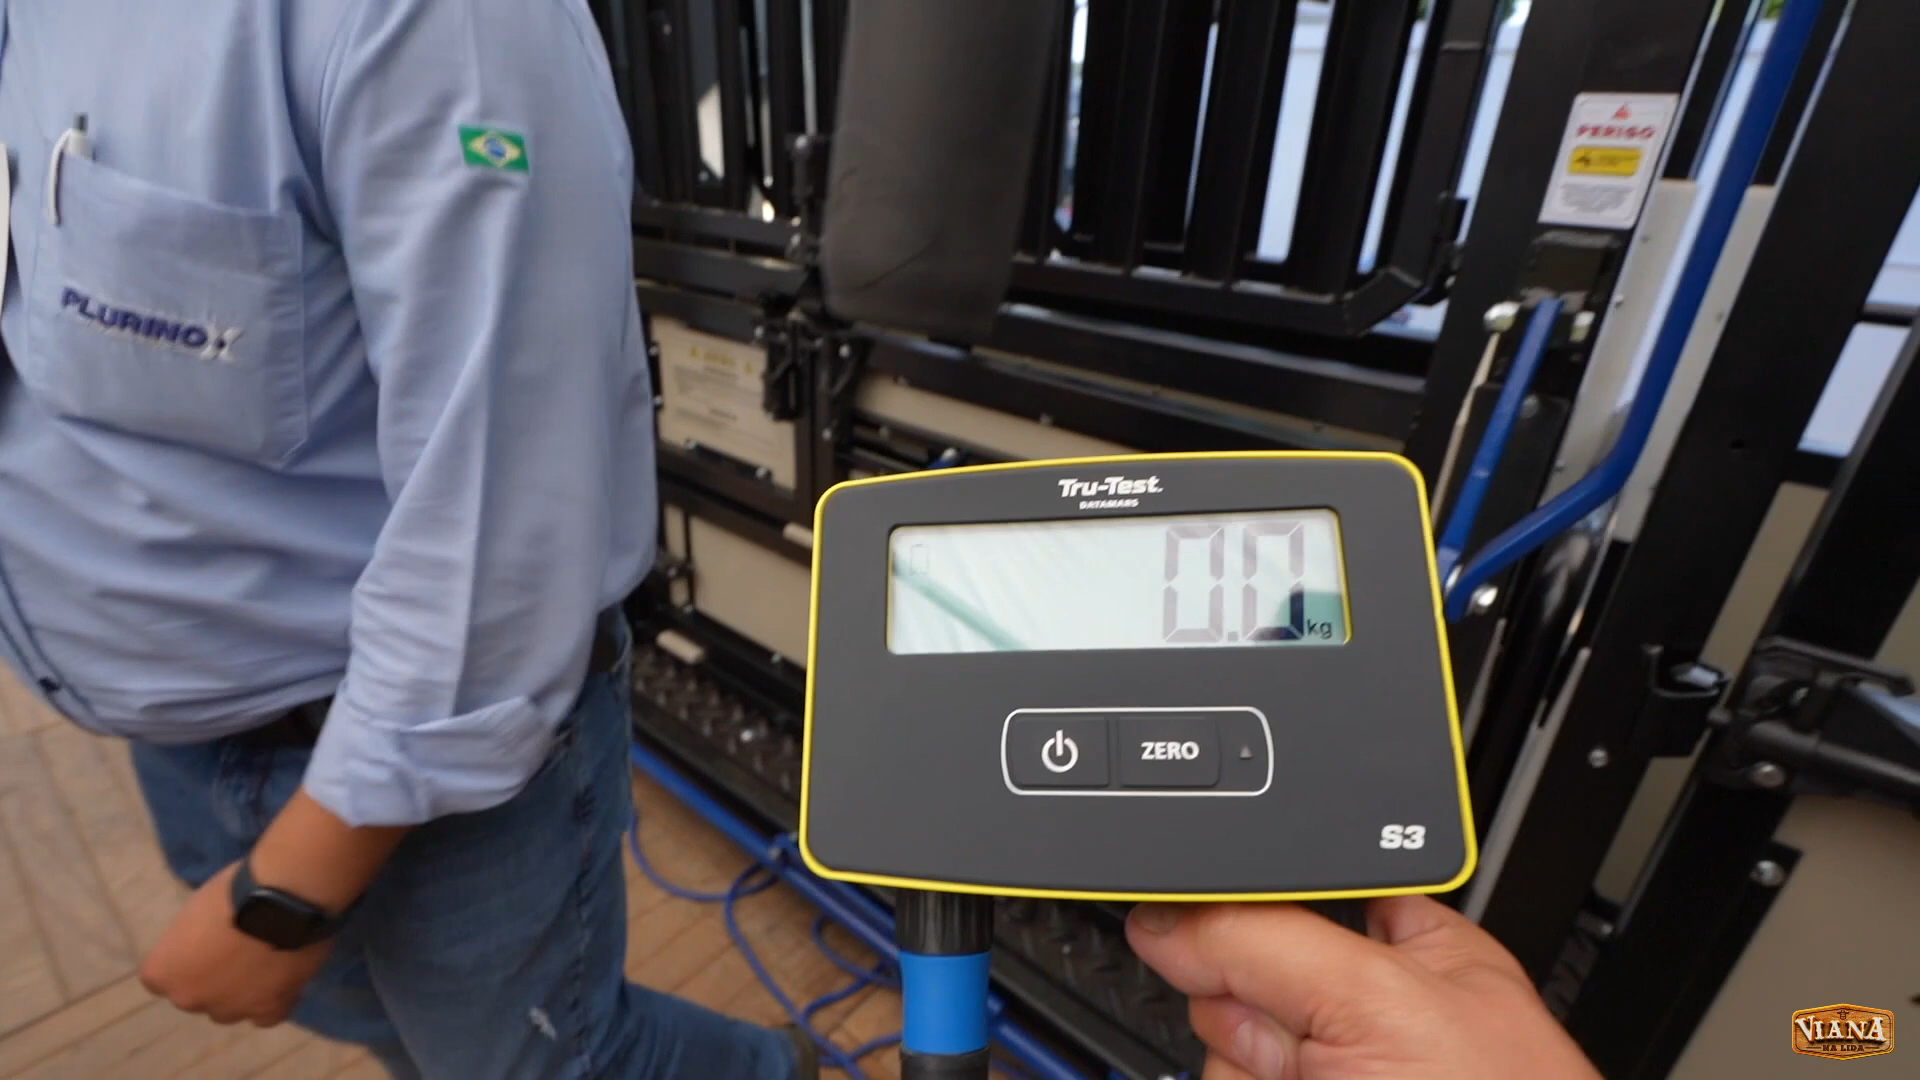 PLURINOX
PERIGO
Tru-Test
DATAMARS
0.0 kg
ZERO
S3
VIANA
NA LIDA